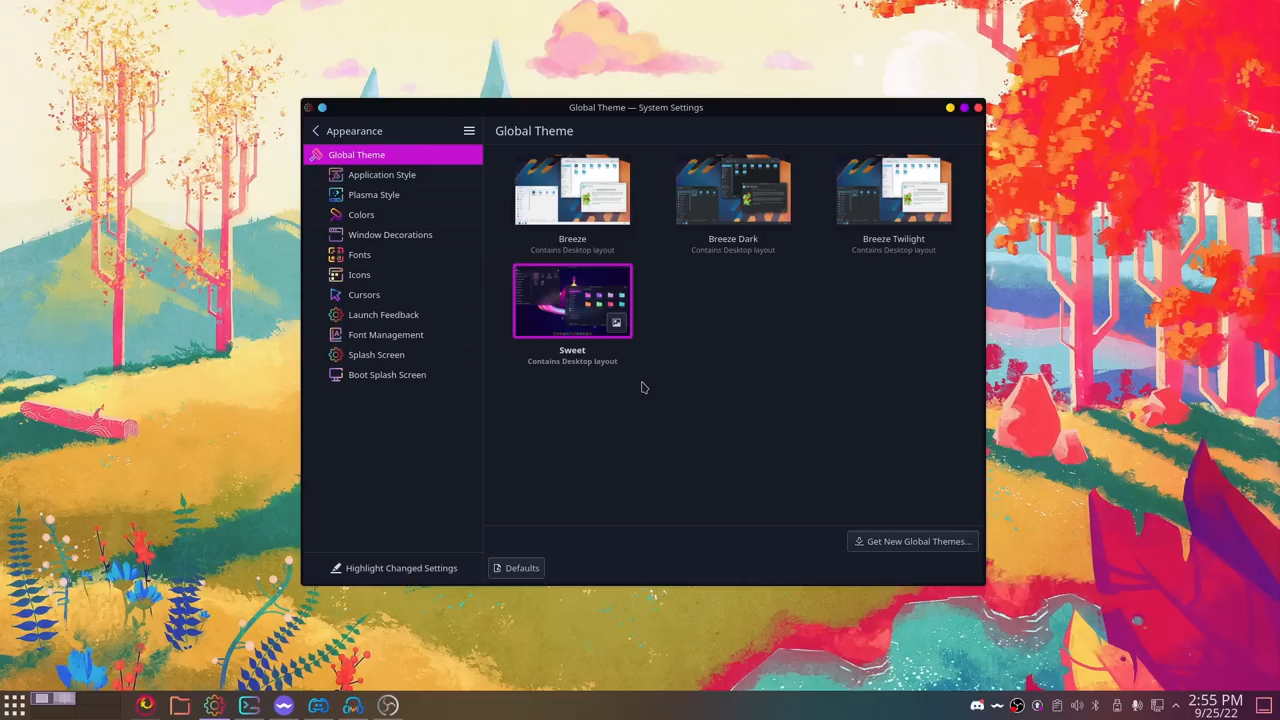 Global Theme — System Settings
Appearance
Global Theme
Application Style
Plasma Style
Colors
Window Decorations
Fonts
Icons
Cursors
Launch Feedback
Font Management
Splash Screen
Boot Splash Screen
Highlight Changed Settings
Global Theme
Breeze
Contains Desktop layout
Breeze Dark
Contains Desktop layout
Breeze Twilight
Contains Desktop layout
Sweet
Contains Desktop layout
Get New Global Themes...
Defaults
2:55 PM
9/25/22